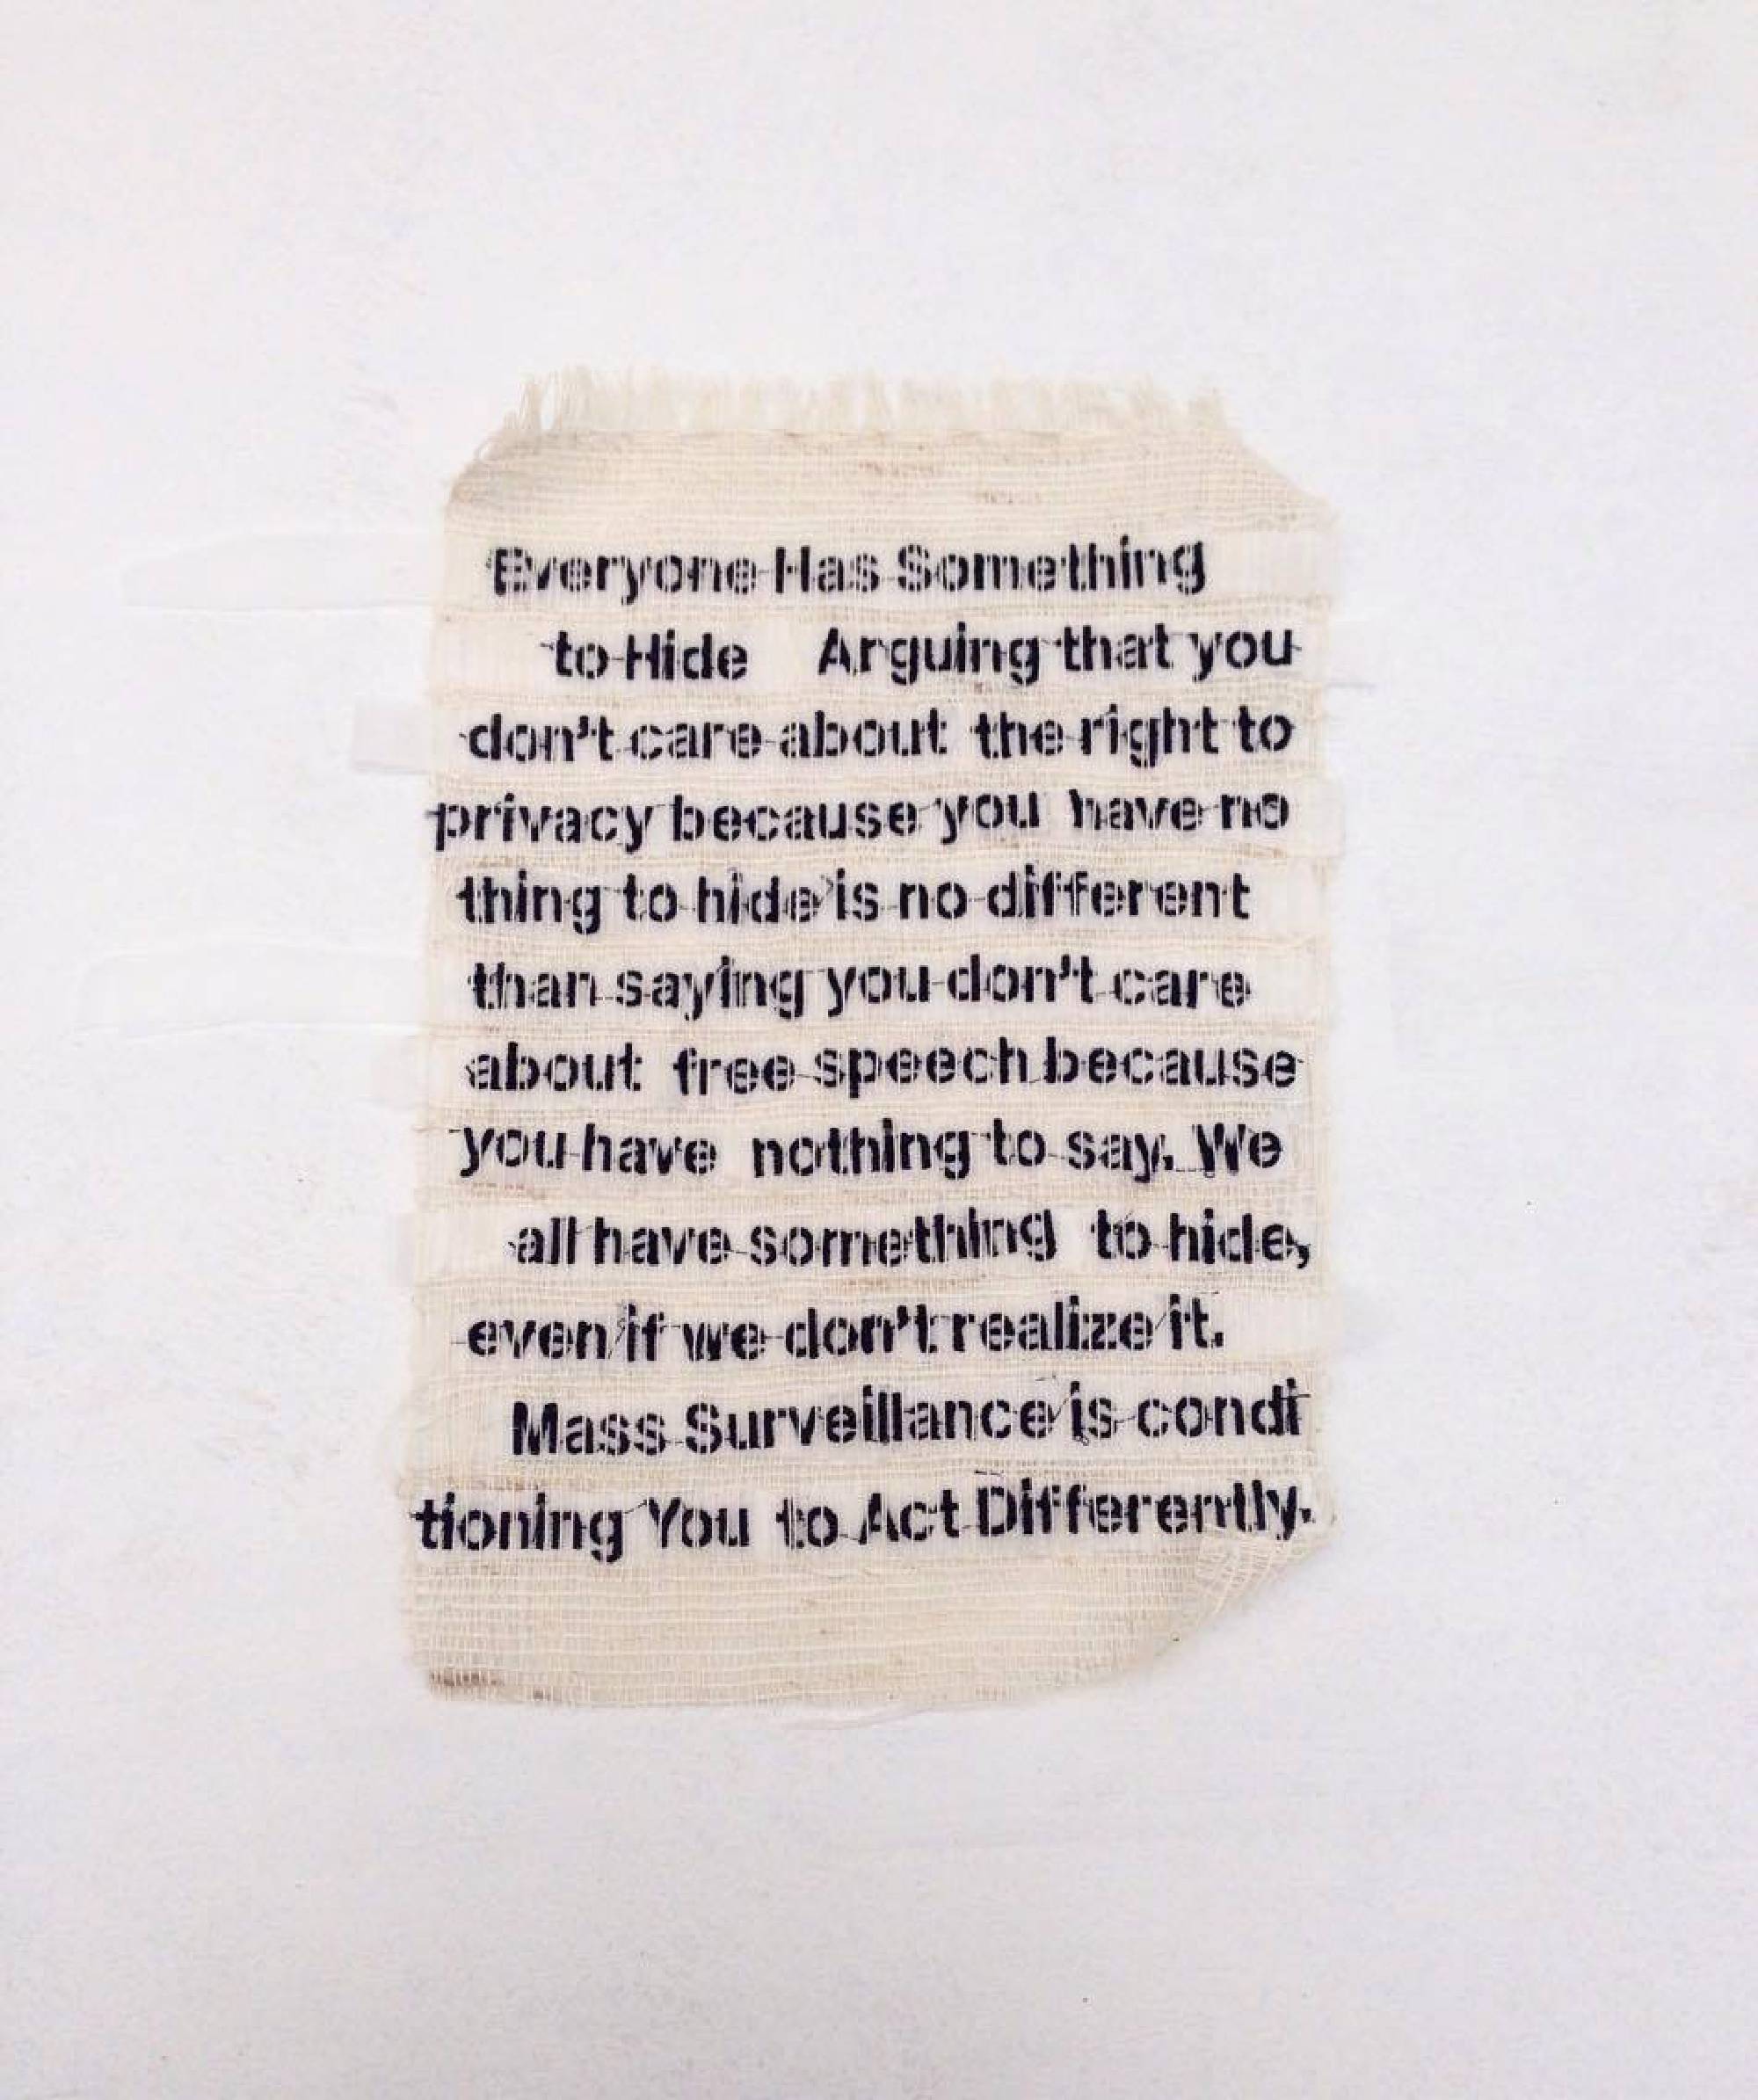 Everyone Has Something
to Hide Arguing that you
don't care about the right to
privacy because you have no
thing to hide is no different
than saying you don't care
about free speech because
you have nothing to say. We
all have something to hide,
even if we don't realize it.
Mass Surveillance is condi
tioning You to Act Differently.